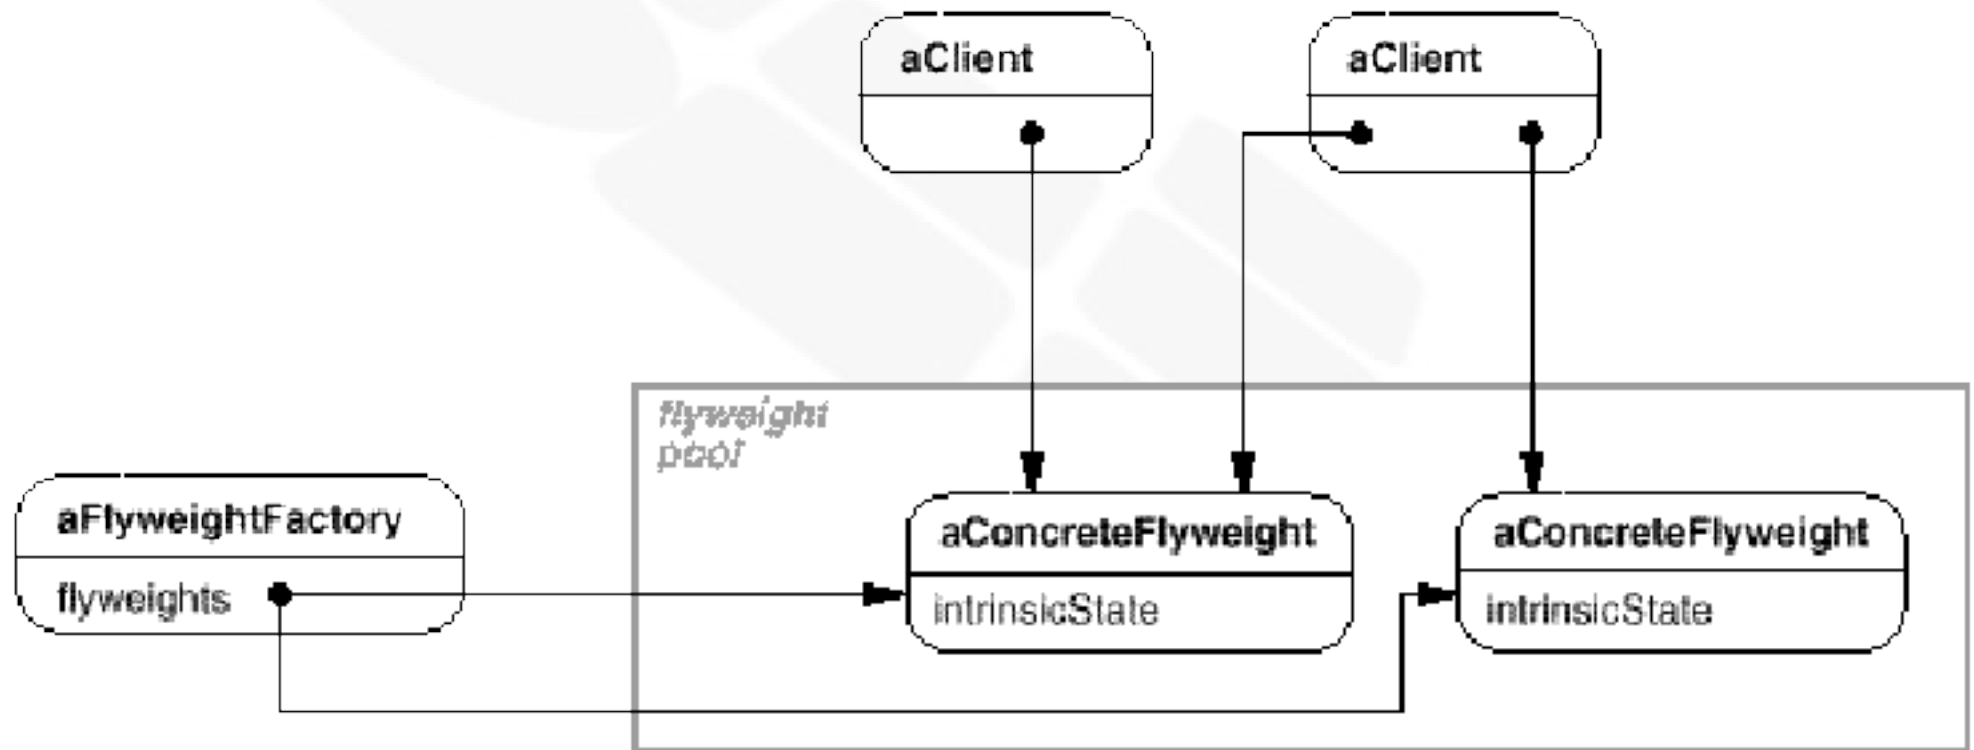 aClient
aClient
flyweight
pool
aFlyweightFactory
flyweights
aConcreteFlyweight
intrinsicState
aConcreteFlyweight
intrinsicState